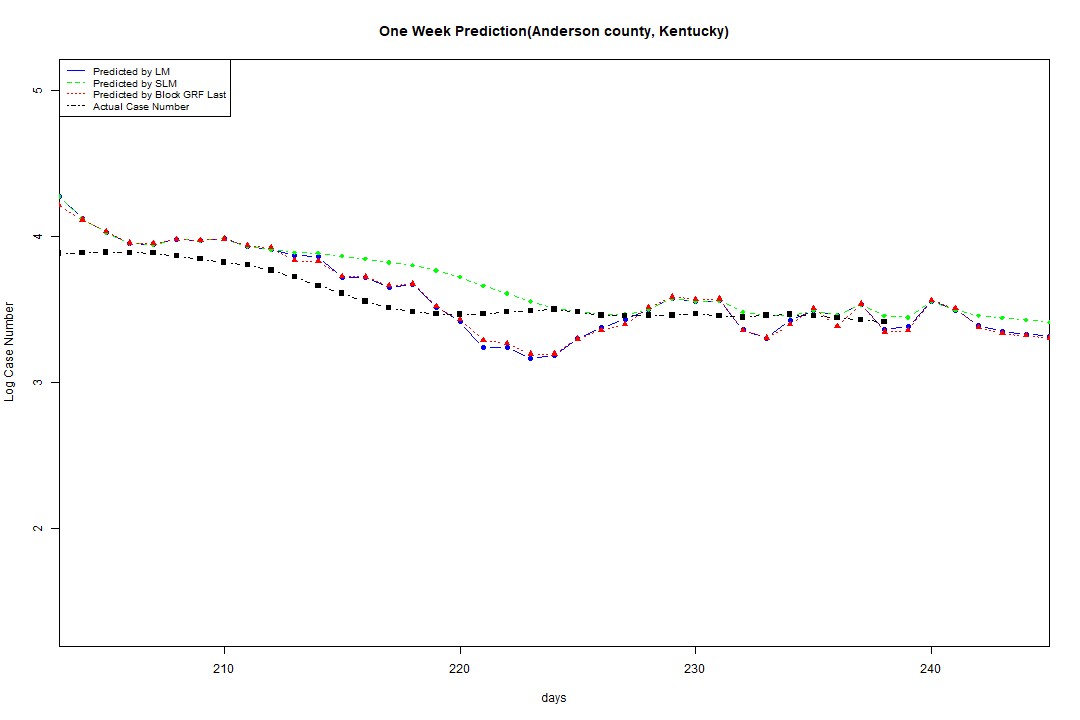 One Week Prediction(Anderson county, Kentucky)
Predicted by LM
Predicted by SLM
Predicted by Block GRF Last
Actual Case Number
5
4
3
2
Log Case Number
210
220
230
240
days